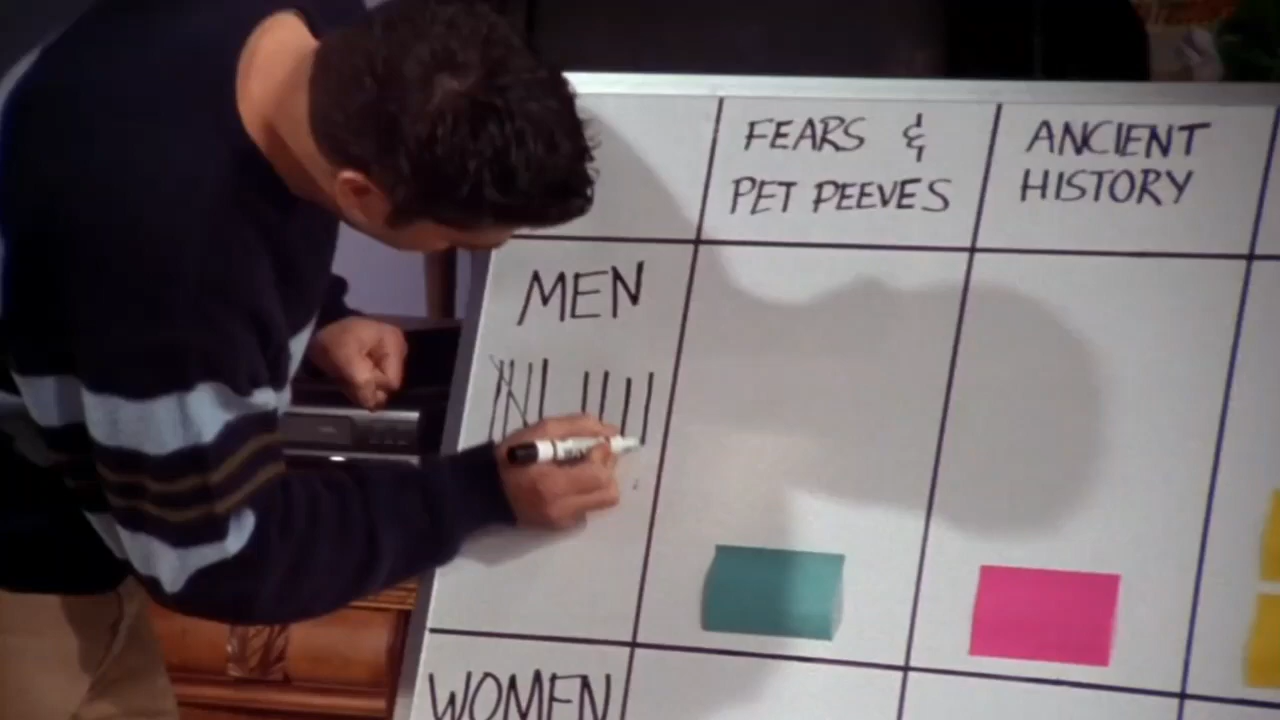 FEARS &
PET PEEVES
ANCIENT
HISTORY
MEN
WOMEN